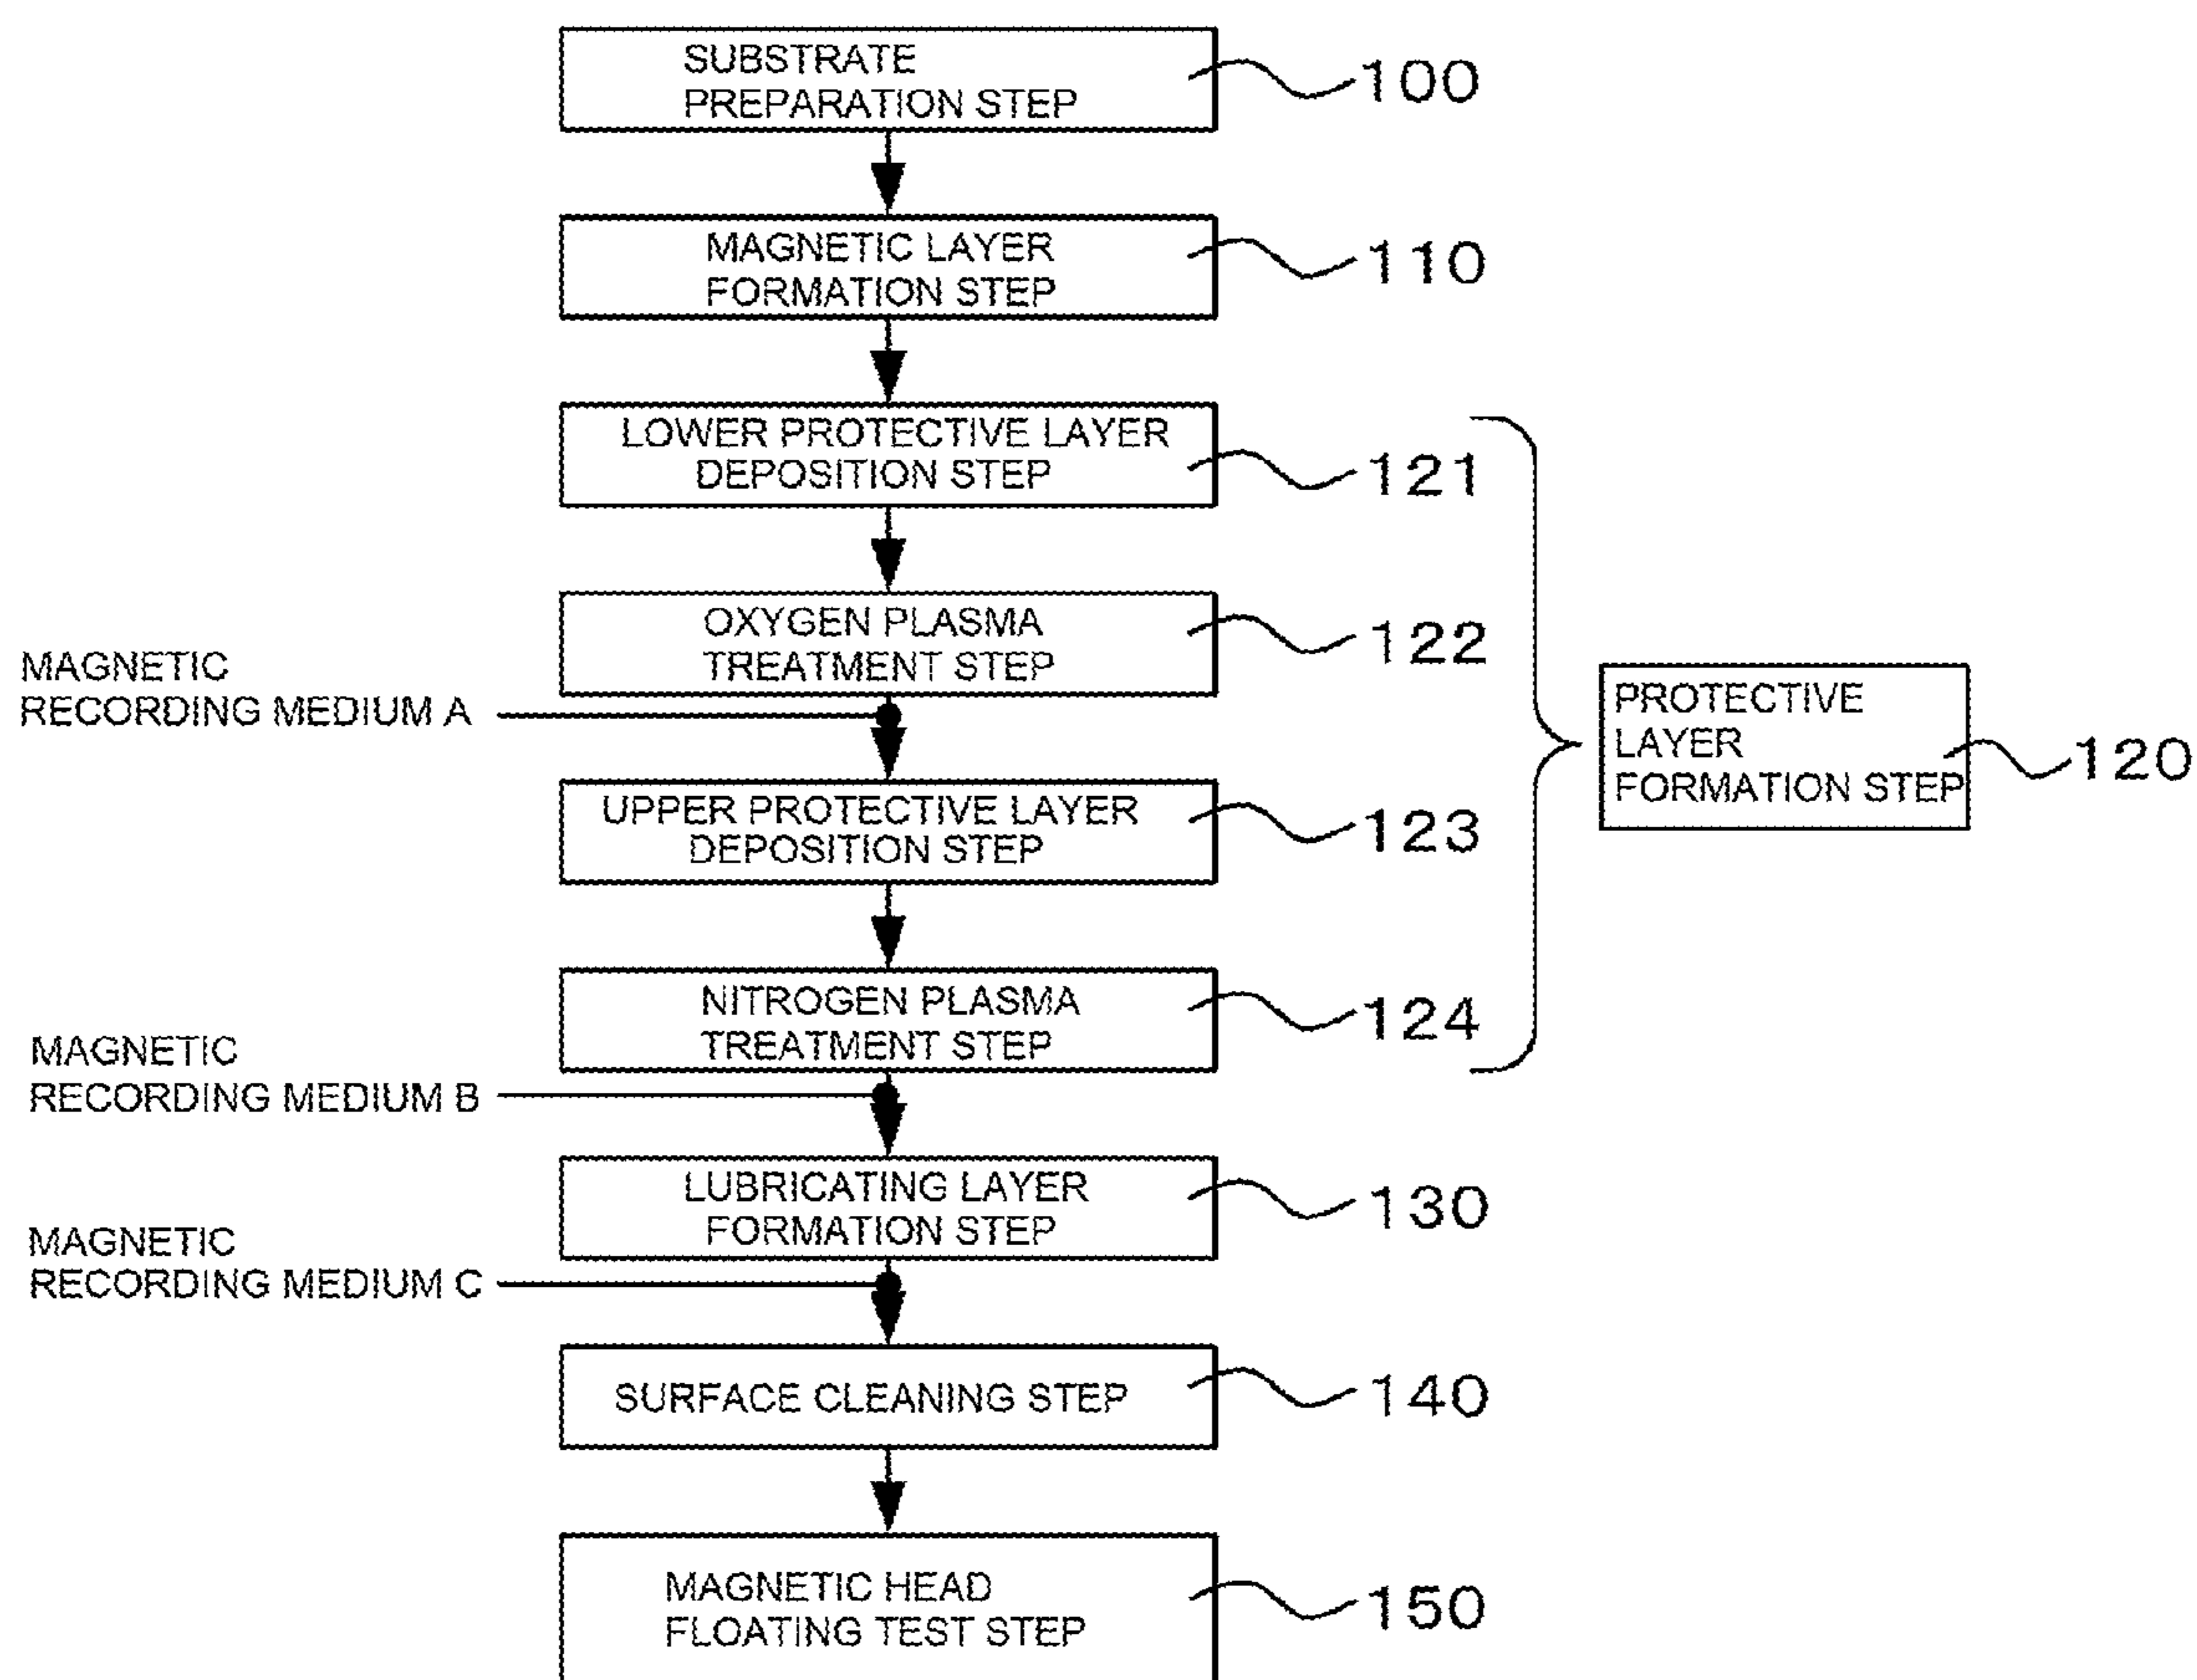 SUBSTRATE
PREPARATION STEP
100
MAGNETIC LAYER
FORMATION STEP
110
LOWER PROTECTIVE LAYER
DEPOSITION STEP
121
OXYGEN PLASMA
TREATMENT STEP
122
MAGNETIC
RECORDING MEDIUM A
UPPER PROTECTIVE LAYER
DEPOSITION STEP
123
PROTECTIVE
LAYER
FORMATION STEP
120
NITROGEN PLASMA
TREATMENT STEP
124
MAGNETIC
RECORDING MEDIUM B
LUBRICATING LAYER
FORMATION STEP
130
MAGNETIC
RECORDING MEDIUM C
SURFACE CLEANING STEP
140
MAGNETIC HEAD
FLOATING TEST STEP
150